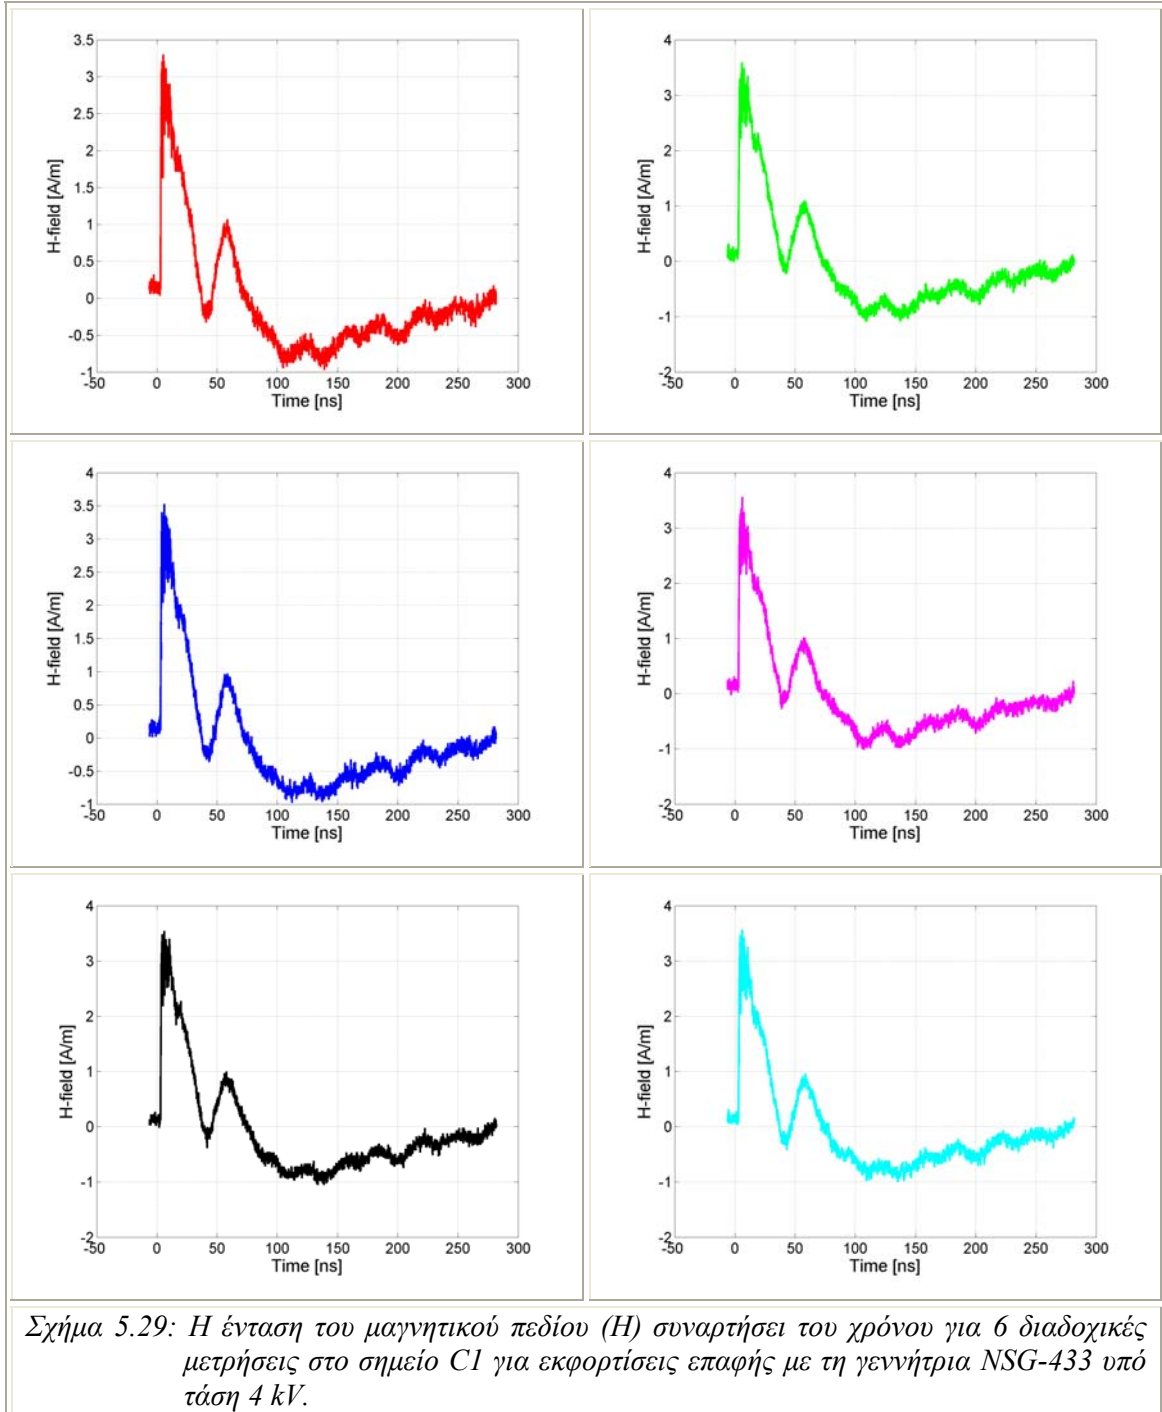 3.5
3
2.5
2
1.5
1
0.5
0
-0.5
-1
H-field [A/m]
-50 0 50 100 150 200 250 300
Time [ns]
4
3
2
1
0
-1
-2
H-field [A/m]
-50 0 50 100 150 200 250 300
Time [ns]
4
3.5
3
2.5
2
1.5
1
0.5
0
-0.5
-1
H-field [A/m]
-50 0 50 100 150 200 250 300
Time [ns]
4
3
2
1
0
-1
-2
H-field [A/m]
-50 0 50 100 150 200 250 300
Time [ns]
4
3
2
1
0
-1
-2
H-field [A/m]
-50 0 50 100 150 200 250 300
Time [ns]
4
3
2
1
0
-1
-2
H-field [A/m]
-50 0 50 100 150 200 250 300
Time [ns]
Σχήμα 5.29: Η ένταση του μαγνητικού πεδίου (Η) συναρτήσει του χρόνου για 6 διαδοχικές
μετρήσεις στο σημείο C1 για εκφορτίσεις επαφής με τη γεννήτρια NSG-433 υπό
τάση 4 kV.